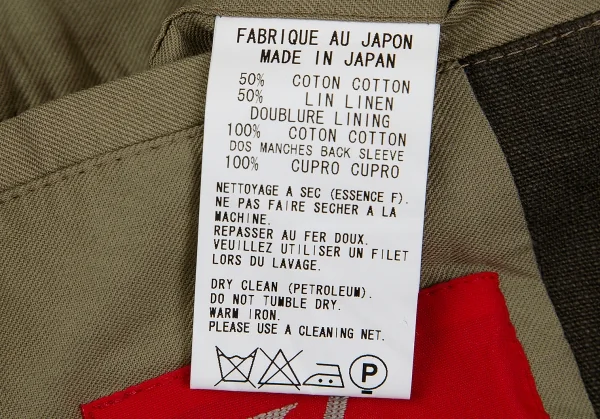 FABRIQUE AU JAPON
MADE IN JAPAN
50% COTON COTTON
50% LIN LINEN
DOUBLURE LINING
100% COTON COTTON
DOS MANCHES BACK SLEEVE
100% CUPRO CUPRO
NETTOYAGE A SEC (ESSENCE F).
NE PAS FAIRE SECHER A LA
MACHINE.
REPASSER AU FER DOUX.
VEUILLEZ UTILISER UN FILET
LORS DU LAVAGE.
DRY CLEAN (PETROLEUM).
DO NOT TUMBLE DRY.
WARM IRON.
PLEASE USE A CLEANING NET.
P